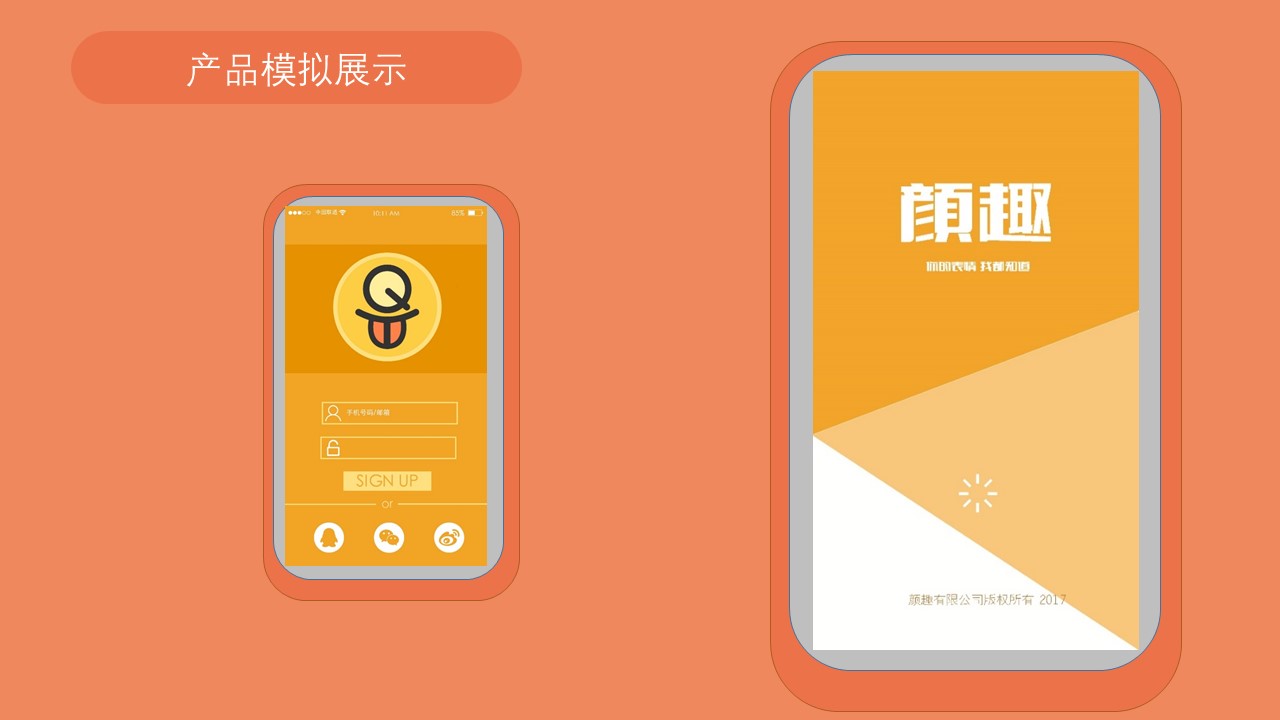 产品模拟展示
中国联通
10:11 AM
85%
手机号码/邮箱
SIGN UP
or
颜趣
你的表情 我都知道
颜趣有限公司版权所有 2017